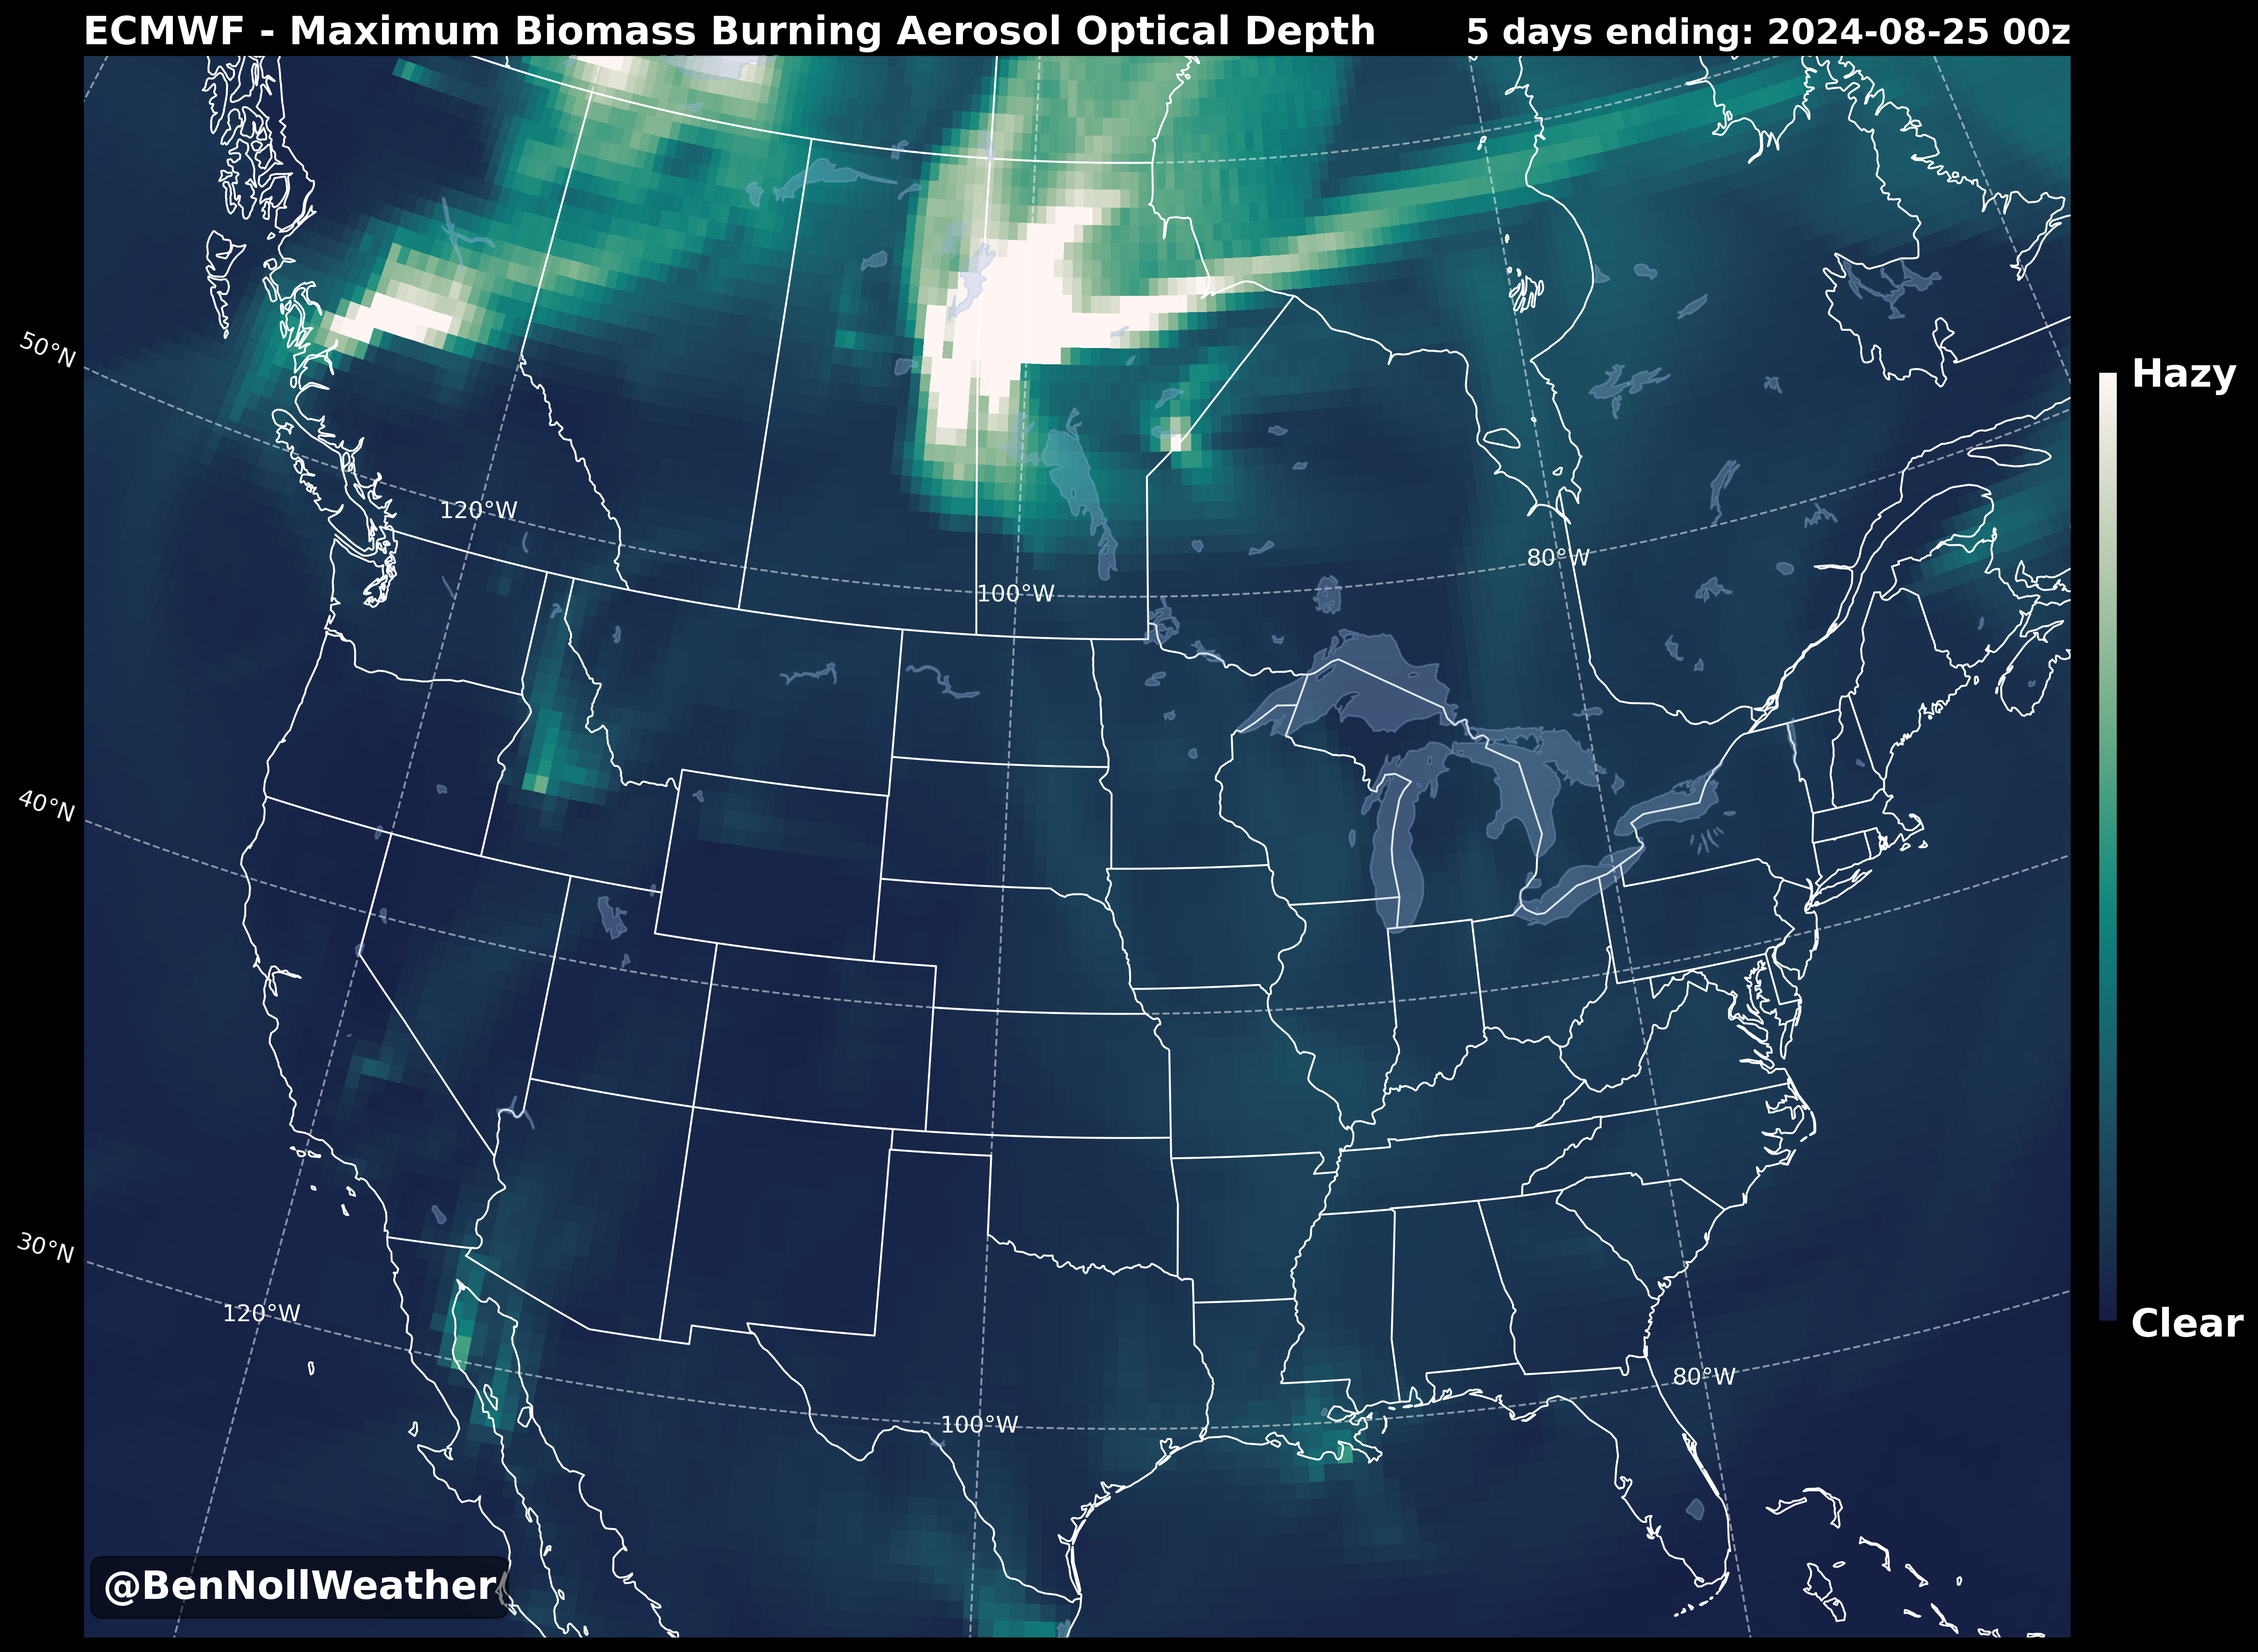 ECMWF - Maximum Biomass Burning Aerosol Optical Depth
5 days ending: 2024-08-25 00z
50°N
Hazy
120°W
80°W
100°W
40°N
30°N
120°W
Clear
80°W
100°W
@BenNollWeather